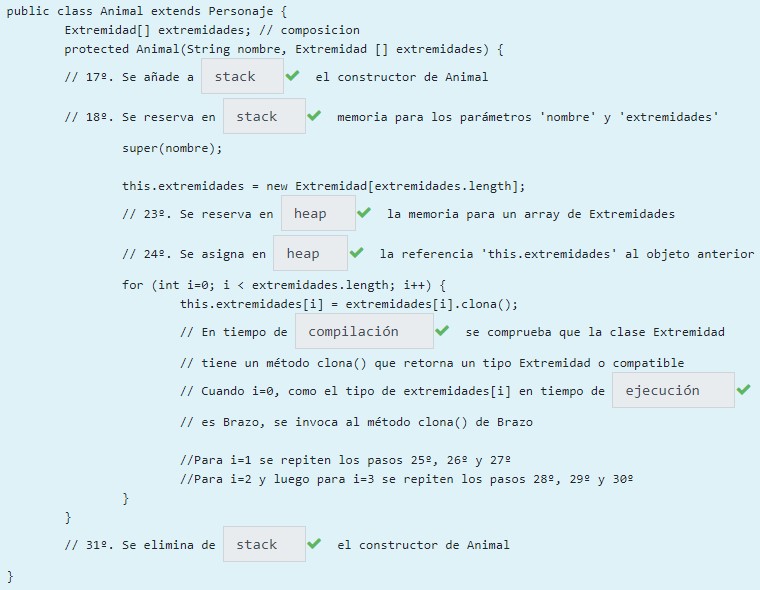 public class Animal extends Personaje {
Extremidad[] extremidades; // composicion
protected Animal(String nombre, Extremidad [] extremidades) {
// 17º. Se añade a stack el constructor de Animal
// 18º. Se reserva en stack memoria para los parámetros 'nombre' y 'extremidades'
super(nombre);
this.extremidades = new Extremidad[extremidades.length];
// 23º. Se reserva en heap la memoria para un array de Extremidades
// 24º. Se asigna en heap la referencia 'this.extremidades' al objeto anterior
for (int i=0; i < extremidades.length; i++) {
this.extremidades[i] = extremidades[i].clona();
// En tiempo de compilación se comprueba que la clase Extremidad
// tiene un método clona() que retorna un tipo Extremidad o compatible
// Cuando i=0, como el tipo de extremidades[i] en tiempo de ejecución
// es Brazo, se invoca al método clona() de Brazo
//Para i=1 se repiten los pasos 25º, 26º y 27º
//Para i=2 y luego para i=3 se repiten los pasos 28º, 29º y 30º
}
}
// 31º. Se elimina de stack el constructor de Animal
}